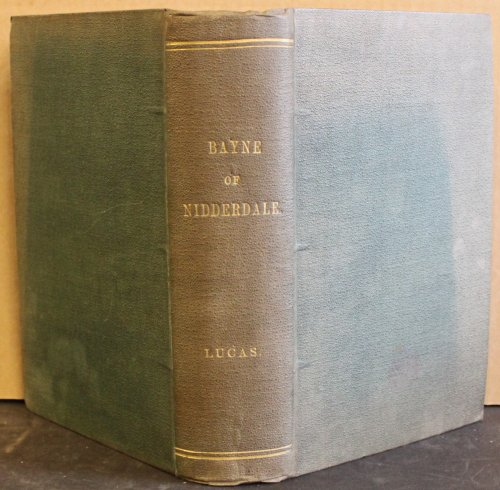 BAYNE
OF
NIDDERDALE.
LUCAS.